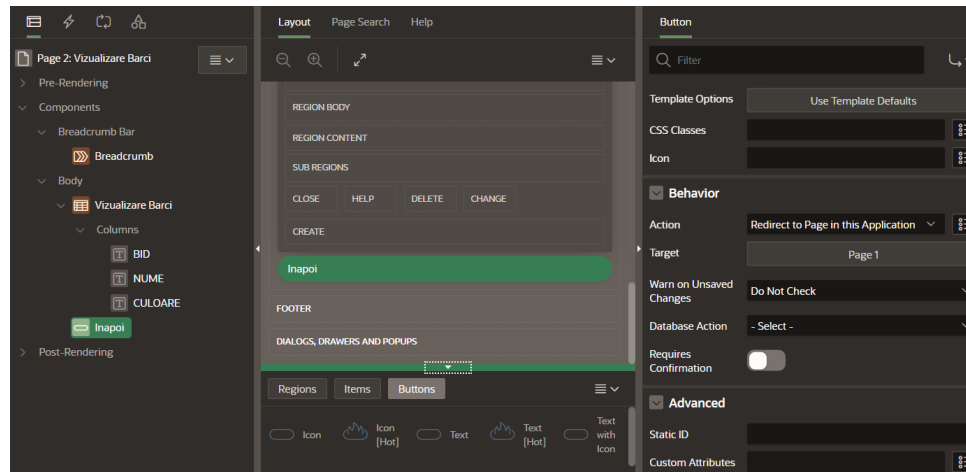 Page 2: Vizualizare Barci
Pre-Rendering
Components
Breadcrumb Bar
Breadcrumb
Body
Vizualizare Barci
Columns
BID
NUME
CULOARE
Inapoi
Post-Rendering
Layout Page Search Help
REGION BODY
REGION CONTENT
SUB REGIONS
CLOSE HELP DELETE CHANGE
CREATE
Inapoi
FOOTER
DIALOGS, DRAWERS AND POPUPS
Regions Items Buttons
Icon
Icon
[Hot]
Text
Text
[Hot]
Text
with
Icon
Button
Filter
Template Options Use Template Defaults
CSS Classes
Icon
Behavior
Action Redirect to Page in this Application
Target Page 1
Warn on Unsaved
Changes
Do Not Check
Database Action - Select -
Requires
Confirmation
Advanced
Static ID
Custom Attributes